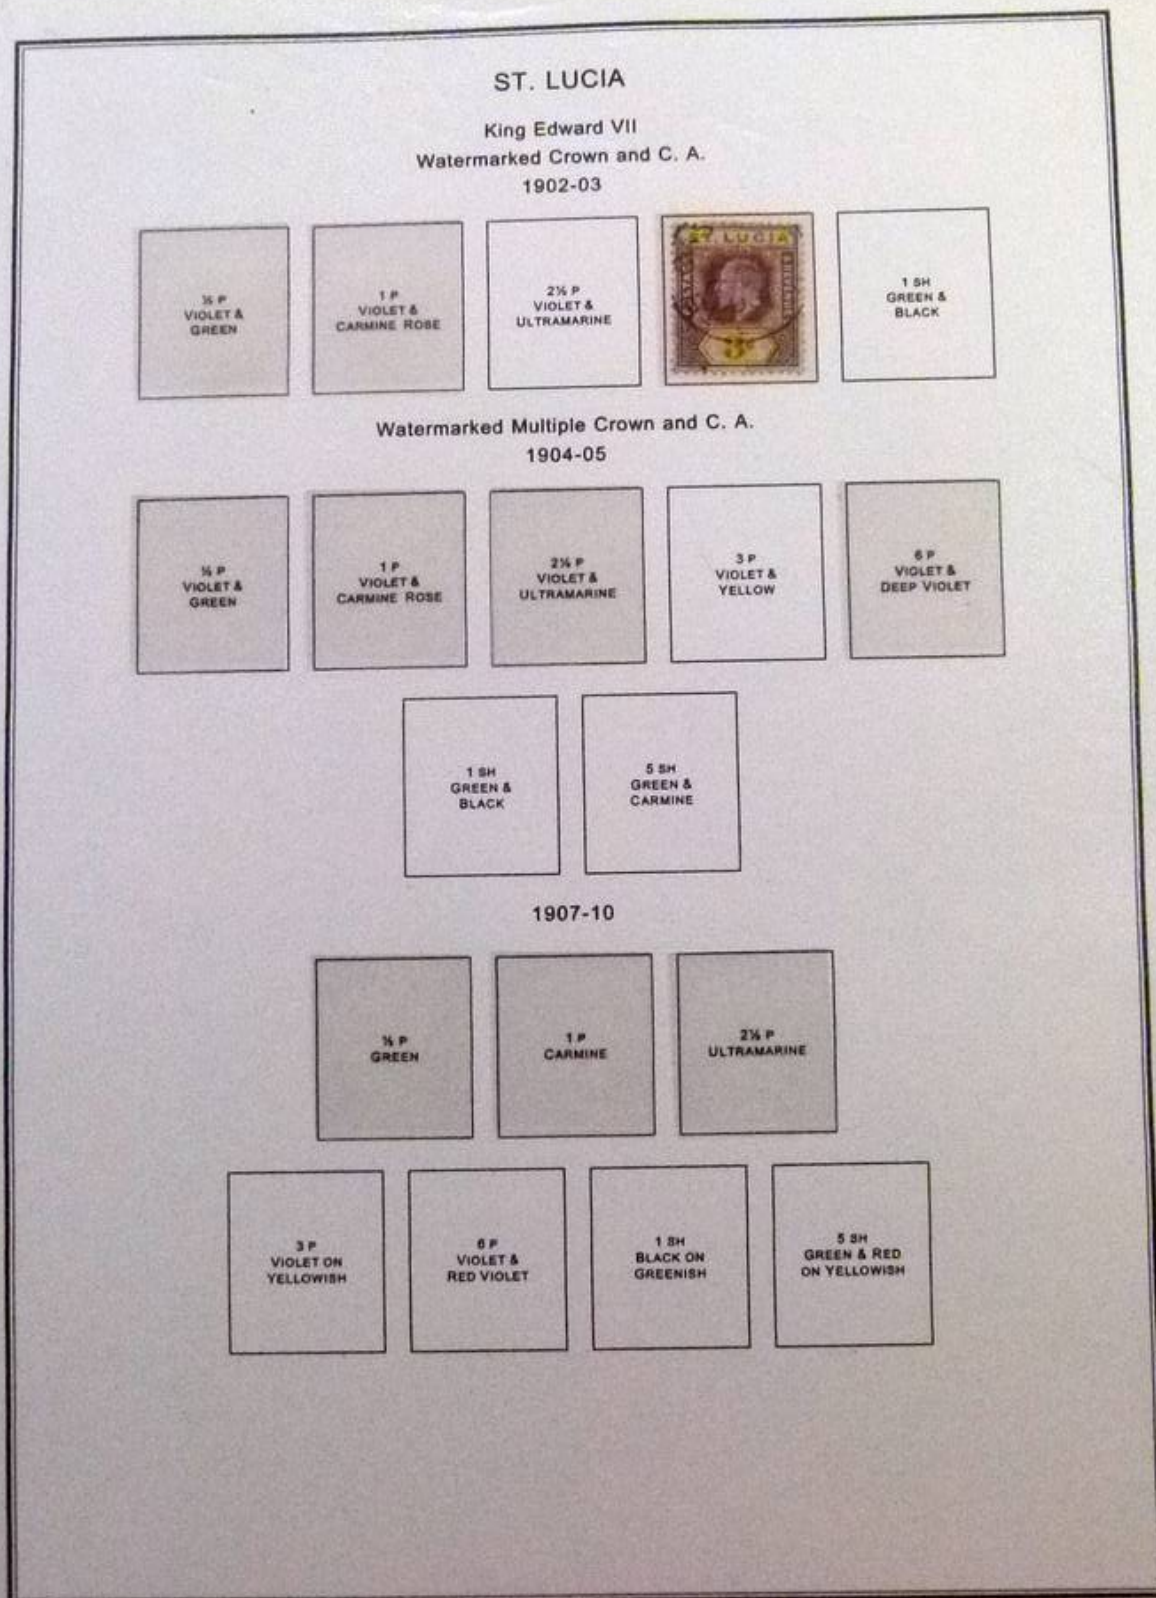 ST. LUCIA
King Edward VII
Watermarked Crown and C. A.
1902-03
½ P
VIOLET &
GREEN
1 P
VIOLET &
CARMINE ROSE
2½ P
VIOLET &
ULTRAMARINE
ST. LUCIA
POSTAGE
REVENUE
3d
1 SH
GREEN &
BLACK
Watermarked Multiple Crown and C. A.
1904-05
½ P
VIOLET &
GREEN
1 P
VIOLET &
CARMINE ROSE
2½ P
VIOLET &
ULTRAMARINE
3 P
VIOLET &
YELLOW
6 P
VIOLET &
DEEP VIOLET
1 SH
GREEN &
BLACK
5 SH
GREEN &
CARMINE
1907-10
½ P
GREEN
1 P
CARMINE
2½ P
ULTRAMARINE
3 P
VIOLET ON
YELLOWISH
6 P
VIOLET &
RED VIOLET
1 SH
BLACK ON
GREENISH
5 SH
GREEN & RED
ON YELLOWISH